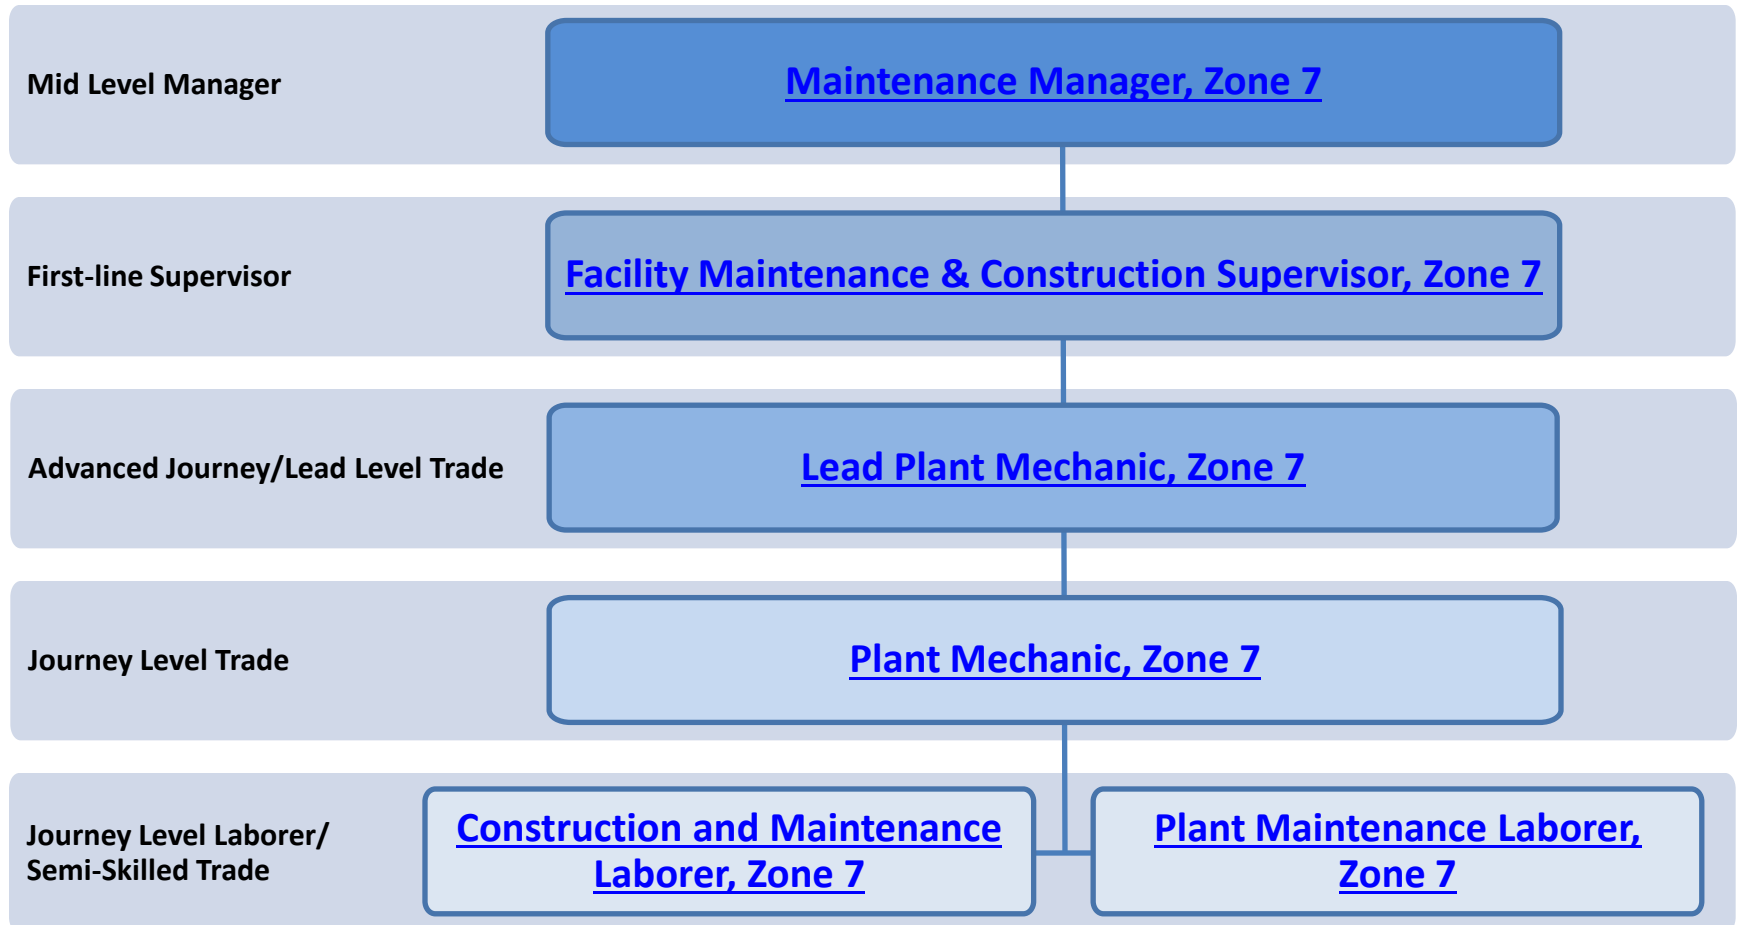 Mid Level Manager
Maintenance Manager, Zone 7
First-line Supervisor
Facility Maintenance & Construction Supervisor, Zone 7
Advanced Journey/Lead Level Trade
Lead Plant Mechanic, Zone 7
Journey Level Trade
Plant Mechanic, Zone 7
Journey Level Laborer/
Semi-Skilled Trade
Construction and Maintenance
Laborer, Zone 7
Plant Maintenance Laborer,
Zone 7